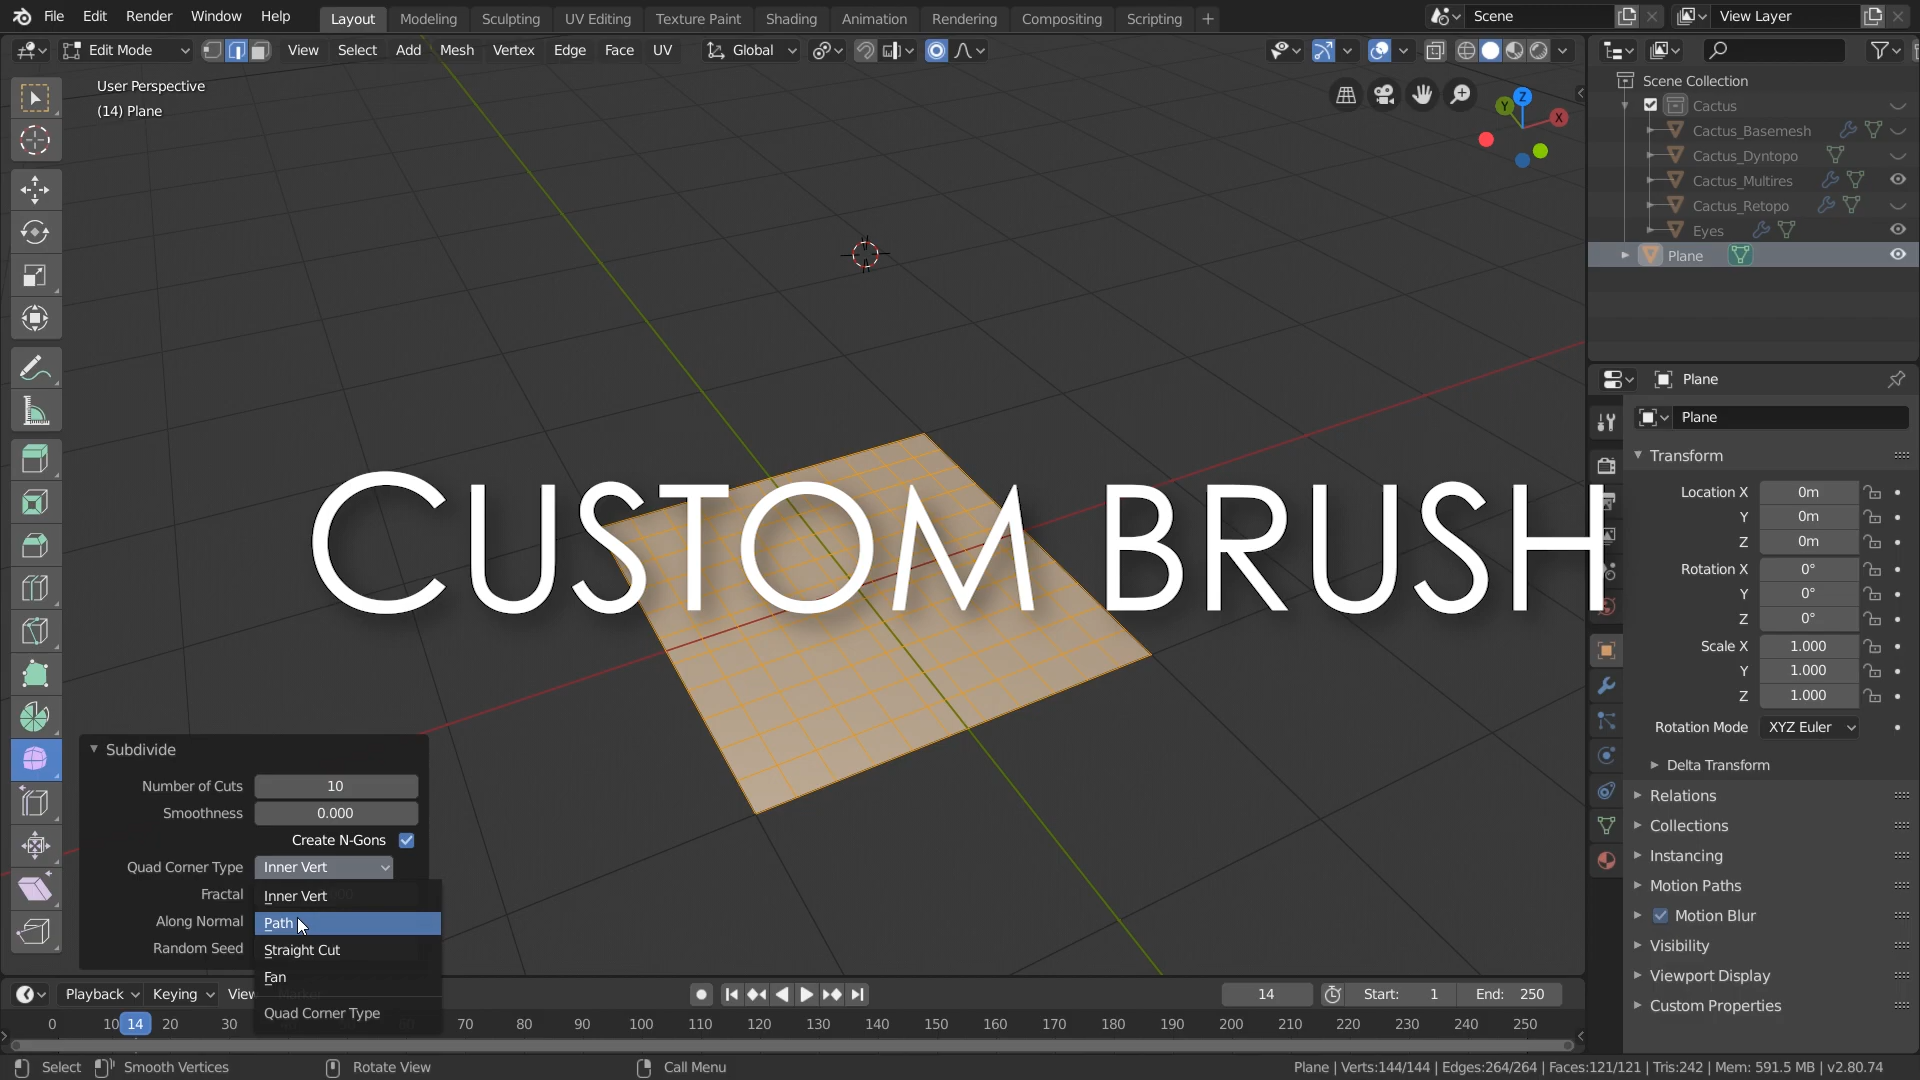 File Edit Render Window Help Layout Modeling Sculpting UV Editing Texture Paint Shading Animation Rendering Compositing Scripting + Scene View Layer
Edit Mode View Select Add Mesh Vertex Edge Face UV Global
User Perspective
(14) Plane
Z
Y
X
Scene Collection
Cactus
Cactus_Basemesh
Cactus_Dyntopo
Cactus_Multires
Cactus_Retopo
Eyes
Plane
Plane
Plane
Transform
Location X 0m
Y 0m
Z 0m
Rotation X 0°
Y 0°
Z 0°
Scale X 1.000
Y 1.000
Z 1.000
Rotation Mode XYZ Euler
Delta Transform
Relations
Collections
Instancing
Motion Paths
Motion Blur
Visibility
Viewport Display
Custom Properties
CUSTOM BRUSH
Subdivide
Number of Cuts 10
Smoothness 0.000
Create N-Gons
Quad Corner Type Inner Vert
Fractal Inner Vert
Along Normal Path
Random Seed Straight Cut
Fan
Quad Corner Type
Playback Keying View 14 Start: 1 End: 250
0 10 14 20 30 70 80 90 100 110 120 130 140 150 160 170 180 190 200 210 220 230 240 250
Select Smooth Vertices Rotate View Call Menu Plane | Verts:144/144 | Edges:264/264 | Faces:121/121 | Tris:242 | Mem: 591.5 MB | v2.80.74